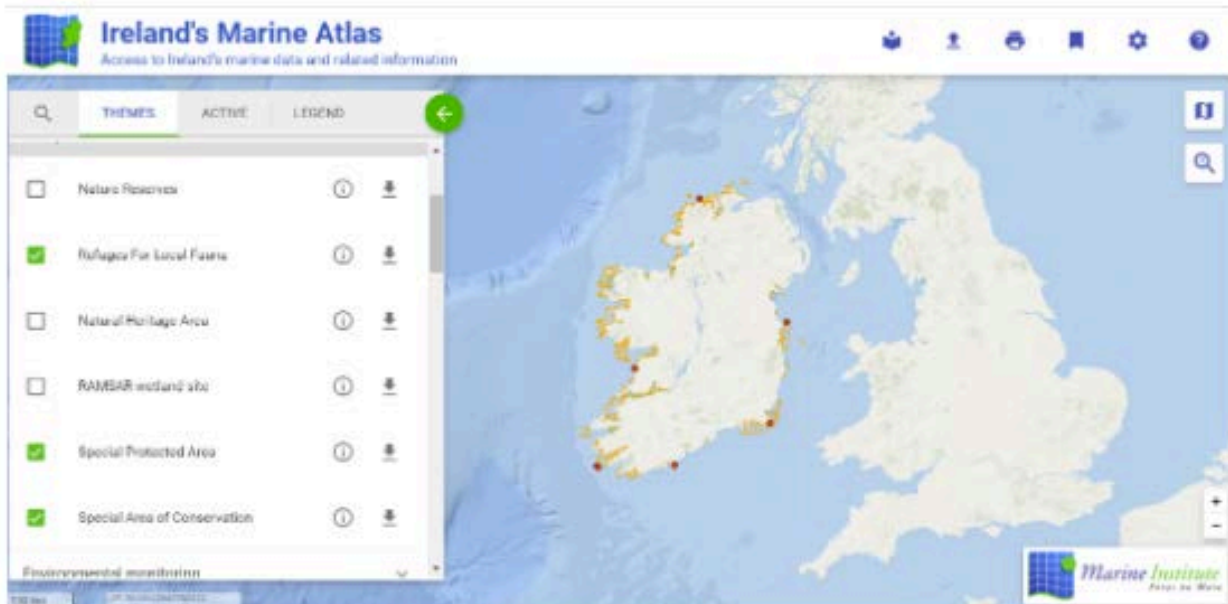 Ireland's Marine Atlas
Access to Ireland's marine data and related information
THEMES ACTIVE LEGEND
Nature Reserves
Refuges For Local Fauna
Natural Heritage Area
RAMSAR wetland site
Special Protected Area
Special Area of Conservation
Environmental monitoring
+
-
Marine Institute